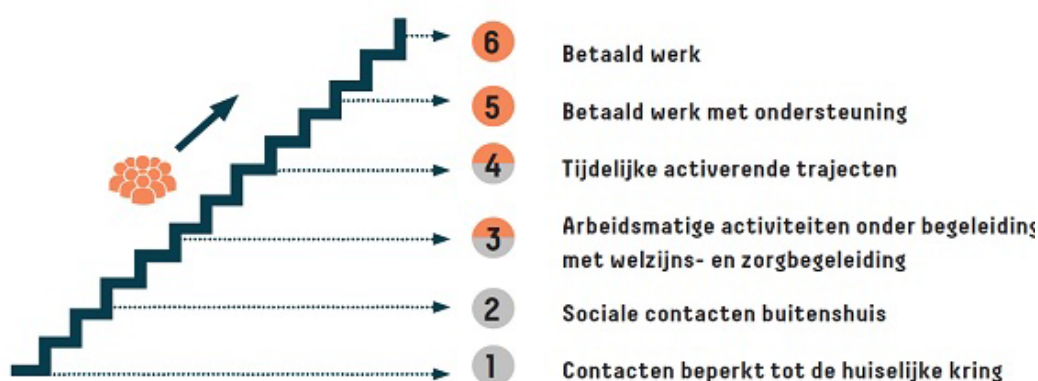 6 Betaald werk
5 Betaald werk met ondersteuning
4 Tijdelijke activerende trajecten
3 Arbeidsmatige activiteiten onder begeleiding
met welzijns- en zorgbegeleiding
2 Sociale contacten buitenshuis
1 Contacten beperkt tot de huiselijke kring